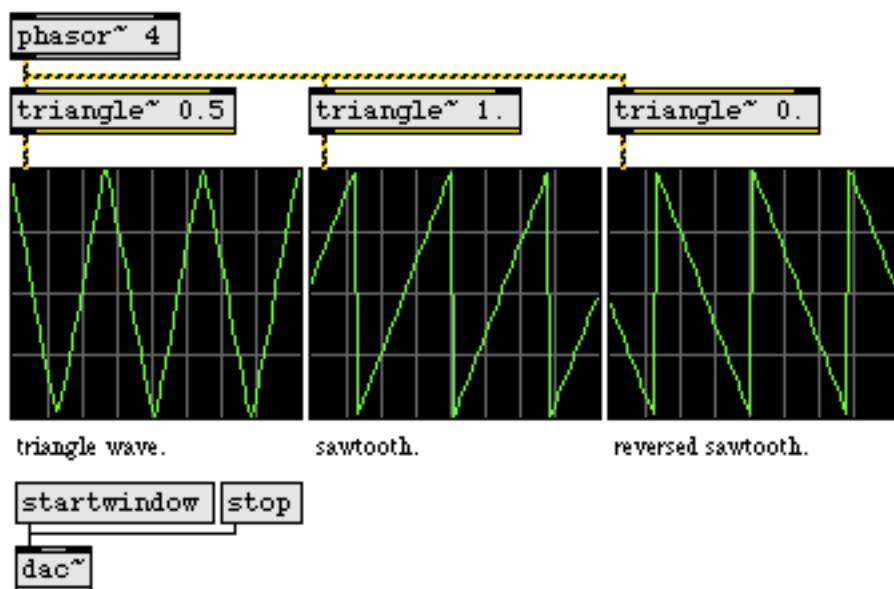 phasor~ 4
triangle~ 0.5
triangle~ 1.
triangle~ 0.
triangle wave.
sawtooth.
reversed sawtooth.
startwindow
stop
dac~